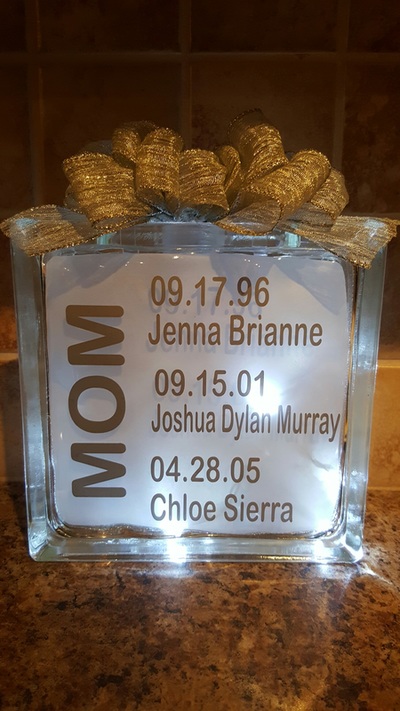 MOM
09.17.96
Jenna Brianne
09.15.01
Joshua Dylan Murray
04.28.05
Chloe Sierra